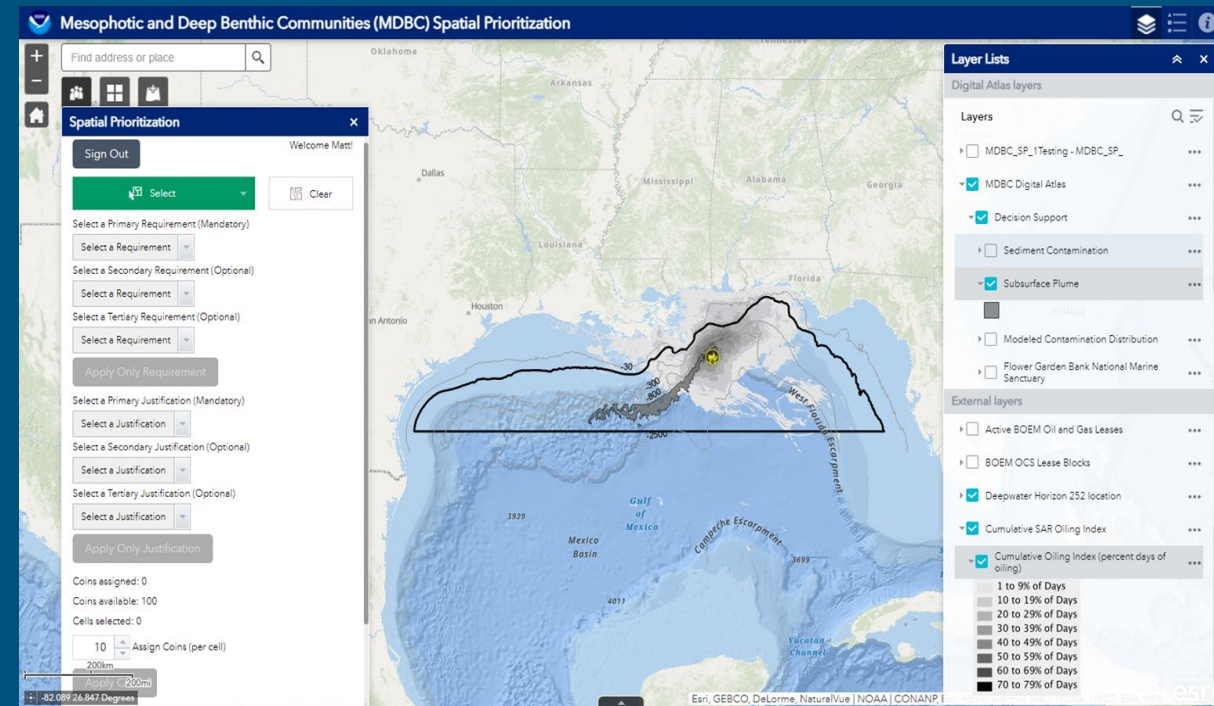 Mesophotic and Deep Benthic Communities (MDBC) Spatial Prioritization
Find address or place
Spatial Prioritization
Sign Out
Welcome Matt!
Select
Clear
Select a Primary Requirement (Mandatory)
Select a Requirement
Select a Secondary Requirement (Optional)
Select a Requirement
Select a Tertiary Requirement (Optional)
Select a Requirement
Apply Only Requirement
Select a Primary Justification (Mandatory)
Select a Justification
Select a Secondary Justification (Optional)
Select a Justification
Select a Tertiary Justification (Optional)
Select a Justification
Apply Only Justification
Coins assigned: 0
Coins available: 100
Cells selected: 0
10
Assign Coins (per cell)
200km
200mi
-82.089 26.847 Degrees
Oklahoma
Arkansas
Tennessee
Dallas
Mississippi
Alabama
Georgia
Louisiana
Florida
Houston
n Antonio
-30
-300
-800
-2500
West Florida Escarpment
Gulf
of
Mexico
3939
Mexico
Basin
Campeche Escarpment
3699
4011
Yucatan
Channel
Esri, GEBCO, DeLorme, NaturalVue | NOAA | CONANP,
esri
Layer Lists
Digital Atlas layers
Layers
MDBC_SP_1Testing - MDBC_SP_
MDBC Digital Atlas
Decision Support
Sediment Contamination
Subsurface Plume
Modeled Contamination Distribution
Flower Garden Bank National Marine
Sanctuary
External layers
Active BOEM Oil and Gas Leases
BOEM OCS Lease Blocks
Deepwater Horizon 252 location
Cumulative SAR Oiling Index
Cumulative Oiling Index (percent days of
oiling)
1 to 9% of Days
10 to 19% of Days
20 to 29% of Days
30 to 39% of Days
40 to 49% of Days
50 to 59% of Days
60 to 69% of Days
70 to 79% of Days